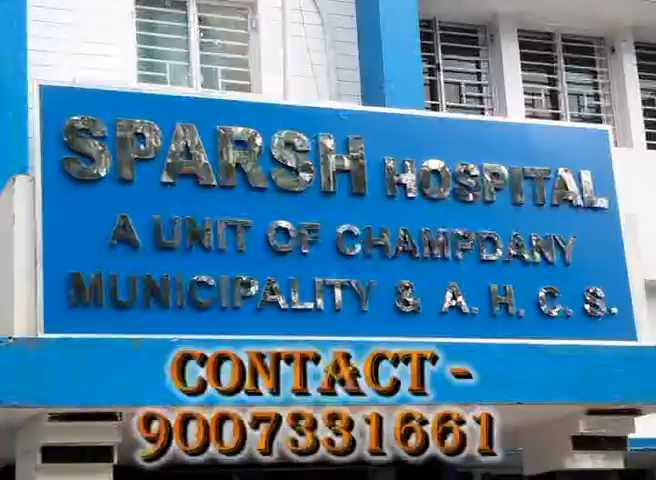 SPARSH HOSPITAL
A UNIT OF CHAMPDANY
MUNICIPALITY & A. H. C. S.
CONTACT -
9007331661